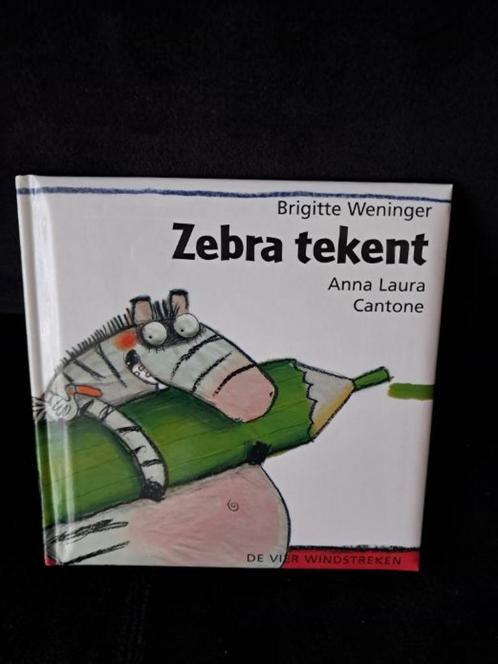 Brigitte Weninger
Zebra tekent
Anna Laura
Cantone
DE VIER WINDSTREKEN